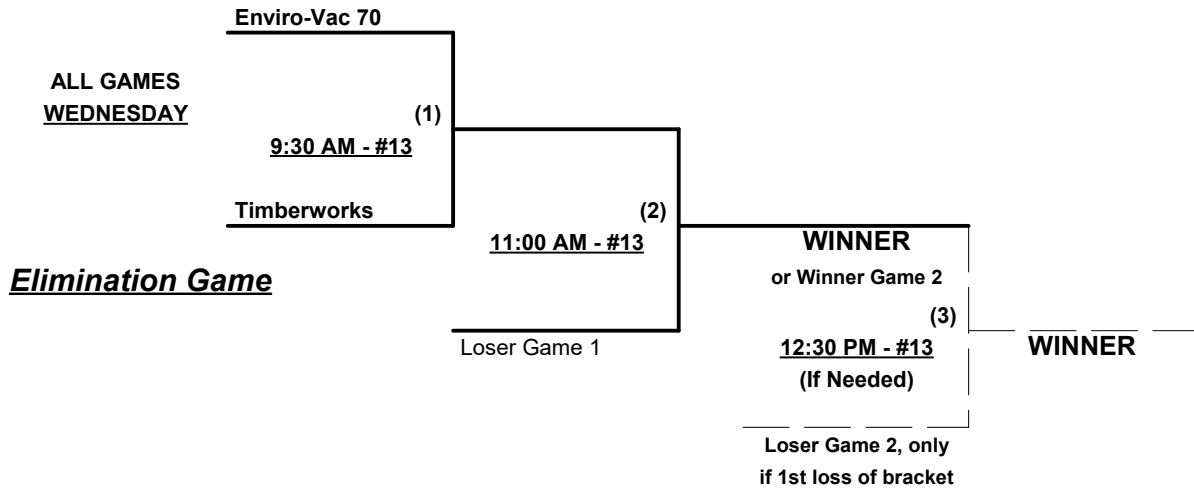 Enviro-Vac 70
ALL GAMES
WEDNESDAY
(1)
9:30 AM - #13
Timberworks
(2)
11:00 AM - #13
WINNER
or Winner Game 2
Elimination Game
(3)
Loser Game 1
12:30 PM - #13
WINNER
(If Needed)
Loser Game 2, only
if 1st loss of bracket